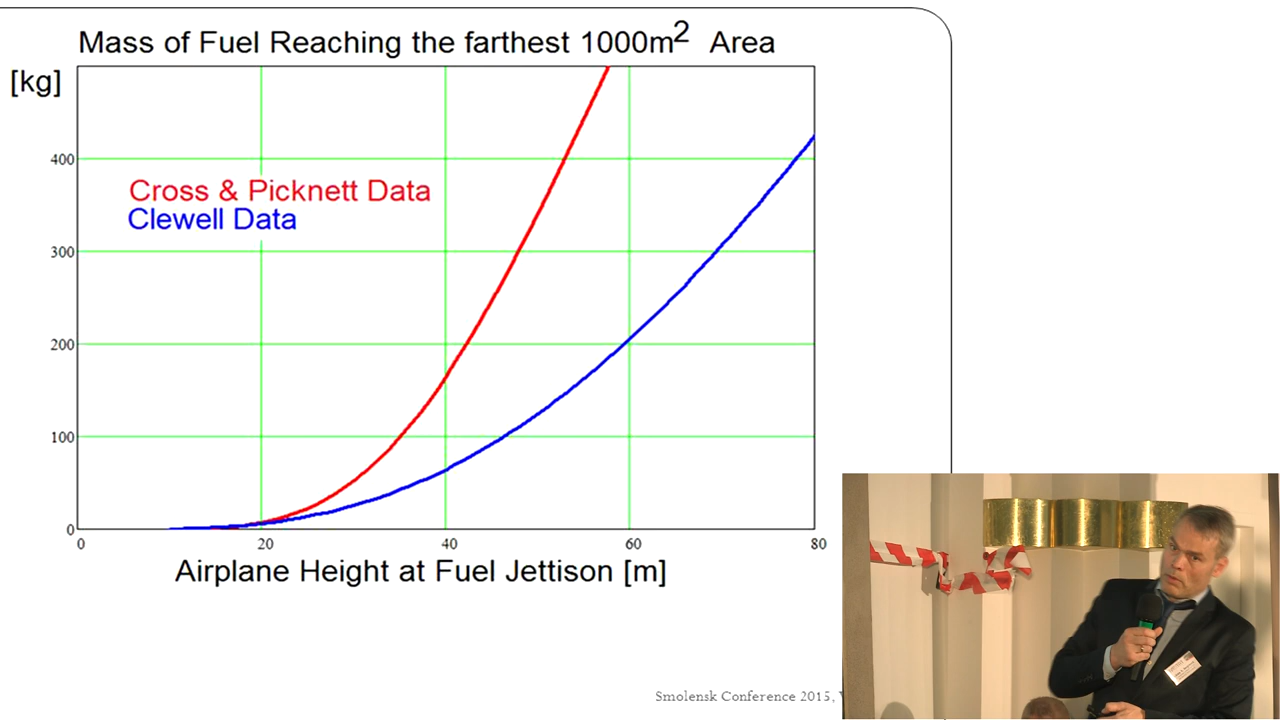 Mass of Fuel Reaching the farthest 1000m² Area
[kg]
400
Cross & Picknett Data
Clewell Data
300
200
100
0
0 20 40 60 80
Airplane Height at Fuel Jettison [m]
Smolensk Conference 2015,